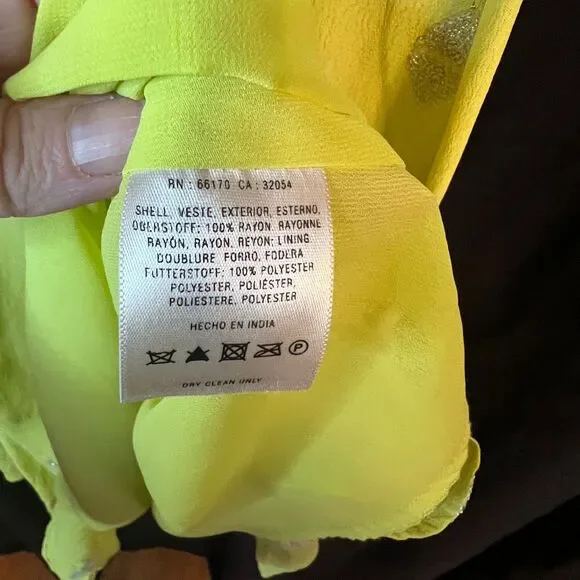 RN : 66170 CA : 32054
SHELL, VESTE, EXTERIOR, ESTERNO,
OBERSTOFF: 100% RAYON, RAYONNE
RAYÓN, RAYON, REYON: LINING
DOUBLURE, FORRO, FODERA
FUTTERSTOFF: 100% POLYESTER
POLYESTER, POLIÉSTER,
POLIESTERE, POLYESTER
HECHO EN INDIA
P
DRY CLEAN ONLY